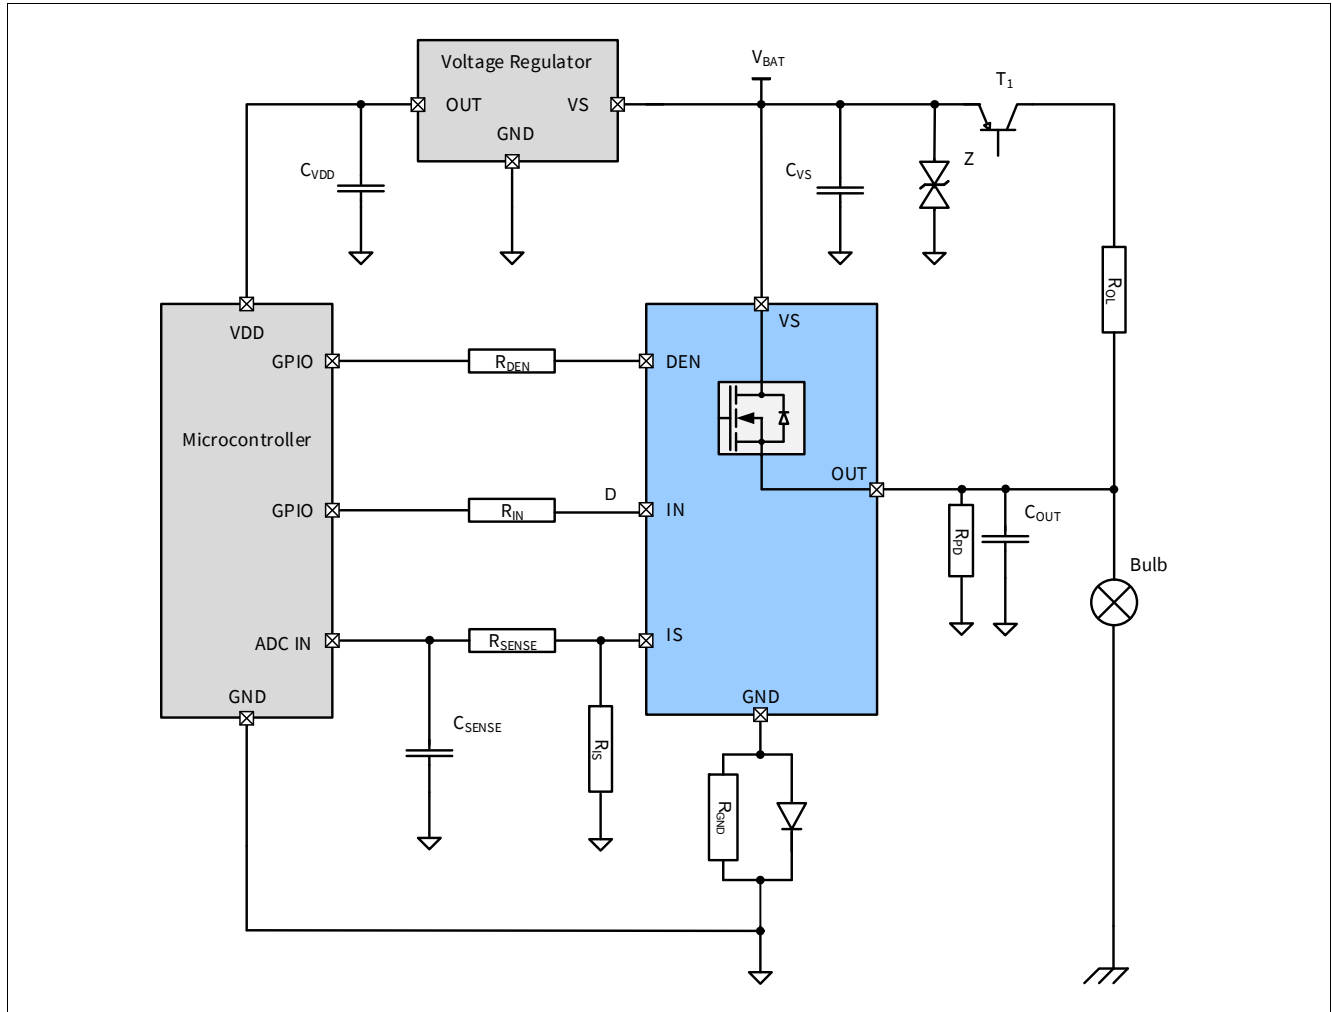 Voltage Regulator
OUT
VS
GND
VBAT
T1
CVDD
CVS
Z
ROL
VDD
VS
GPIO
RDEN
DEN
Microcontroller
OUT
GPIO
RIN
D
IN
RPD
COUT
Bulb
ADC IN
RSENSE
IS
GND
GND
CSENSE
RIS
RGND